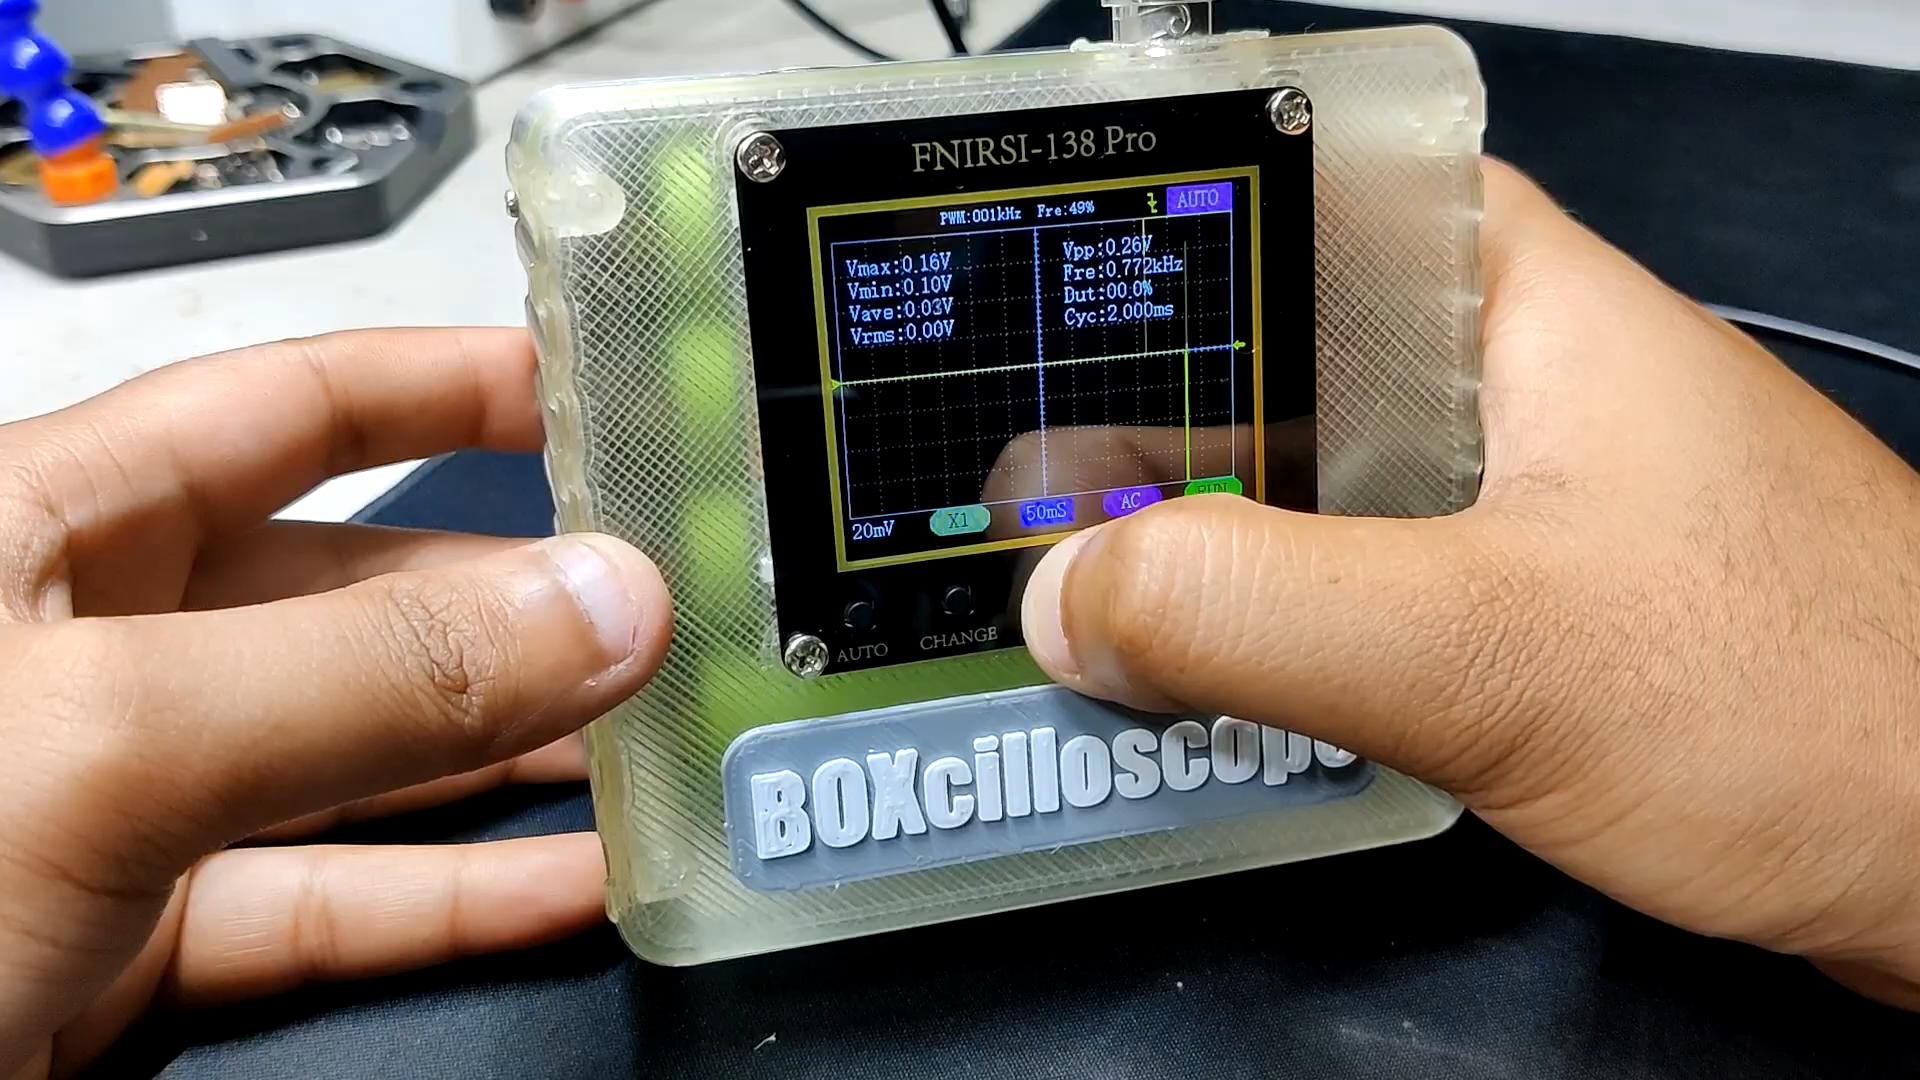 FNIRSI-138 Pro
PWM:001kHz Fre:49% AUTO
Vmax:0.16V Vpp:0.26V
Vmin:0.10V Fre:0.772kHz
Vave:0.03V Dut:00.0%
Vrms:0.00V Cyc:2.000ms
20mV X1 50mS AC RUN
AUTO CHANGE
BOXcilloscope